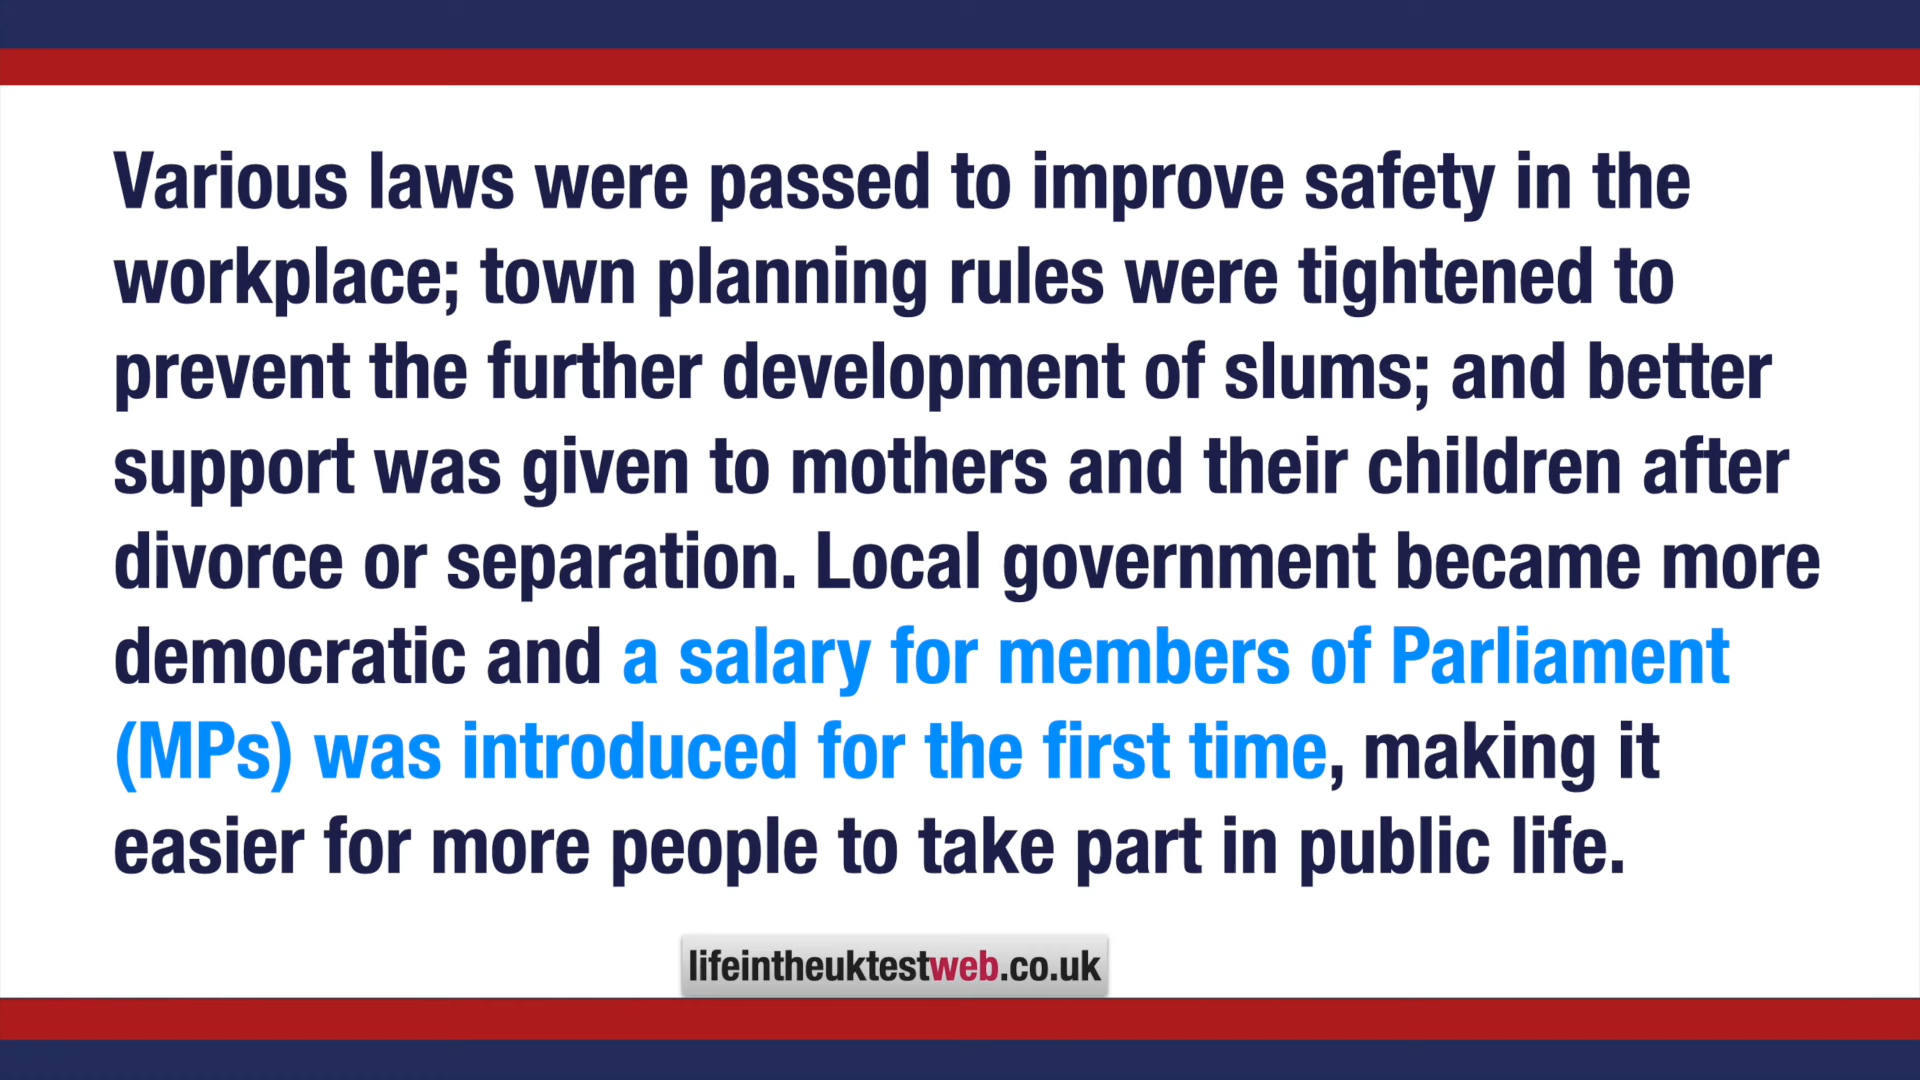 Various laws were passed to improve safety in the
workplace; town planning rules were tightened to
prevent the further development of slums; and better
support was given to mothers and their children after
divorce or separation. Local government became more
democratic and a salary for members of Parliament
(MPs) was introduced for the first time, making it
easier for more people to take part in public life.
lifeintheuktestweb.co.uk